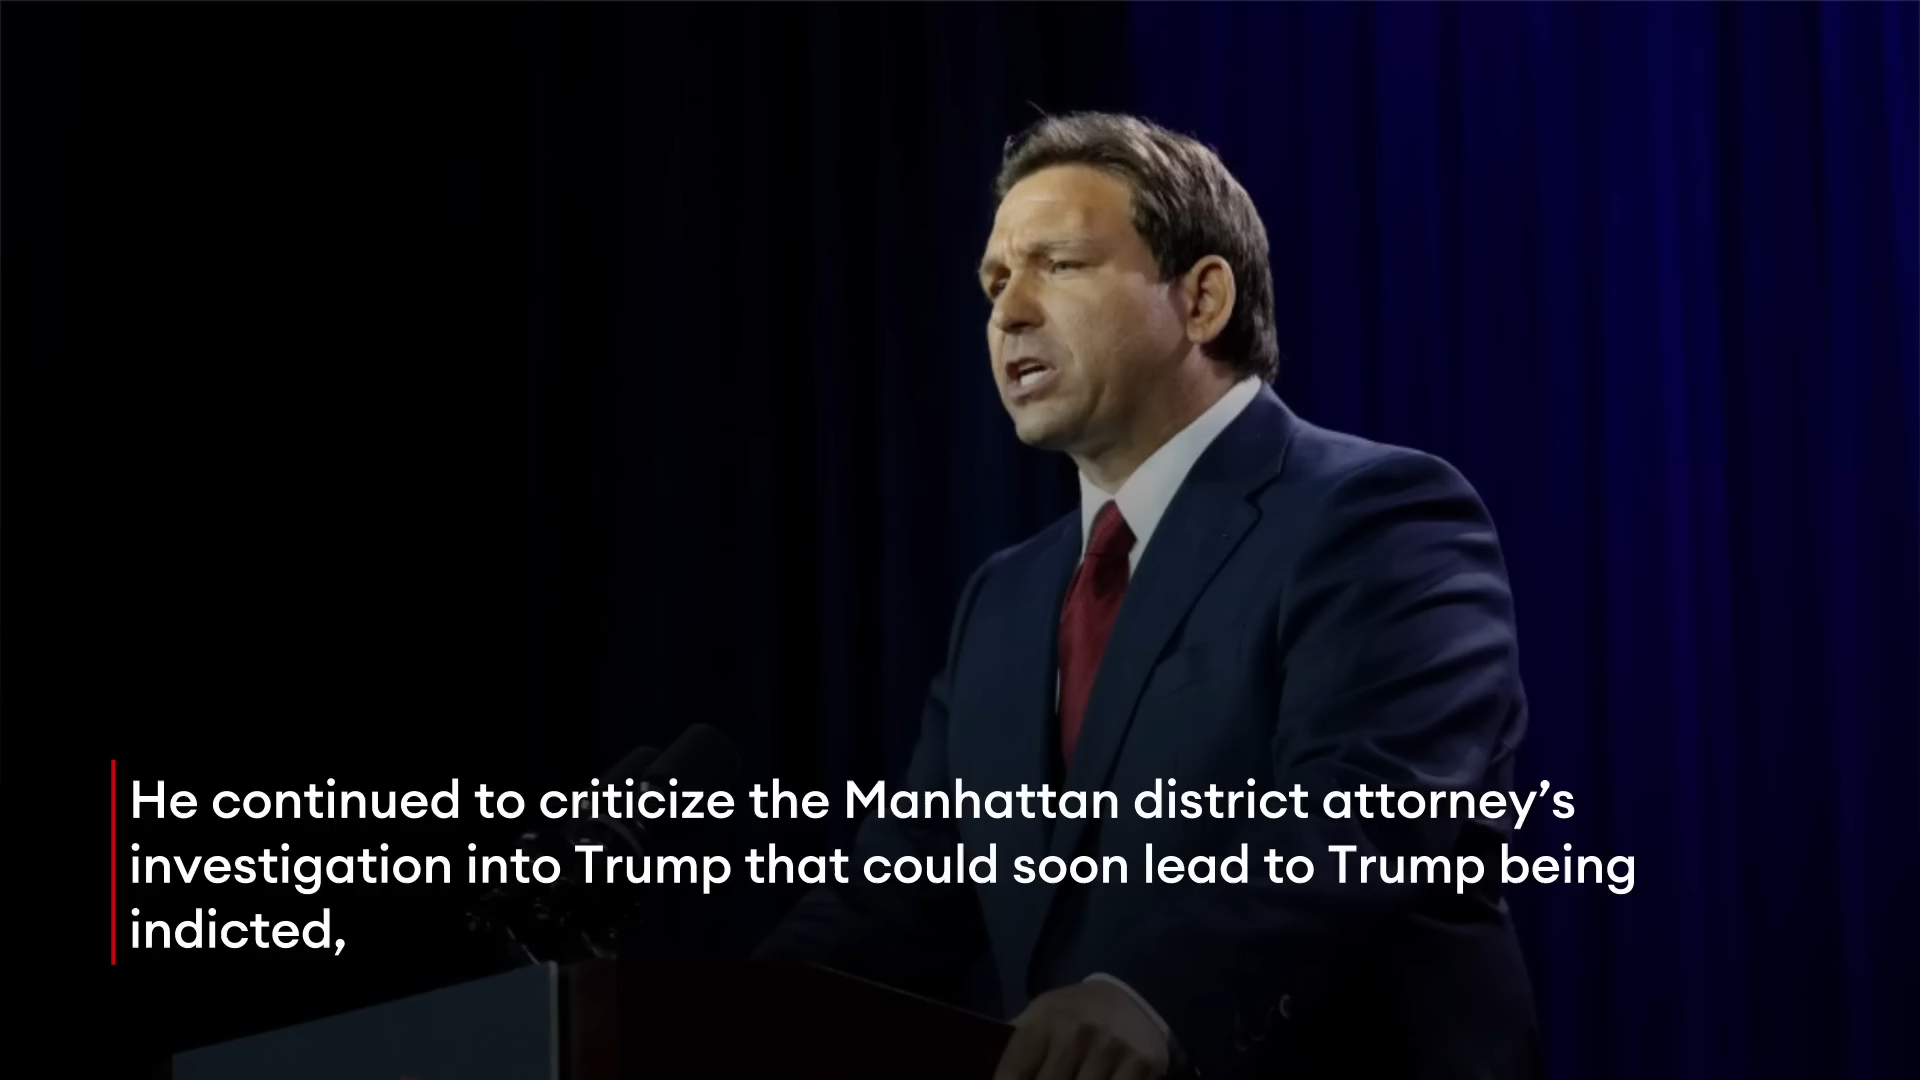 He continued to criticize the Manhattan district attorney’s
investigation into Trump that could soon lead to Trump being
indicted,